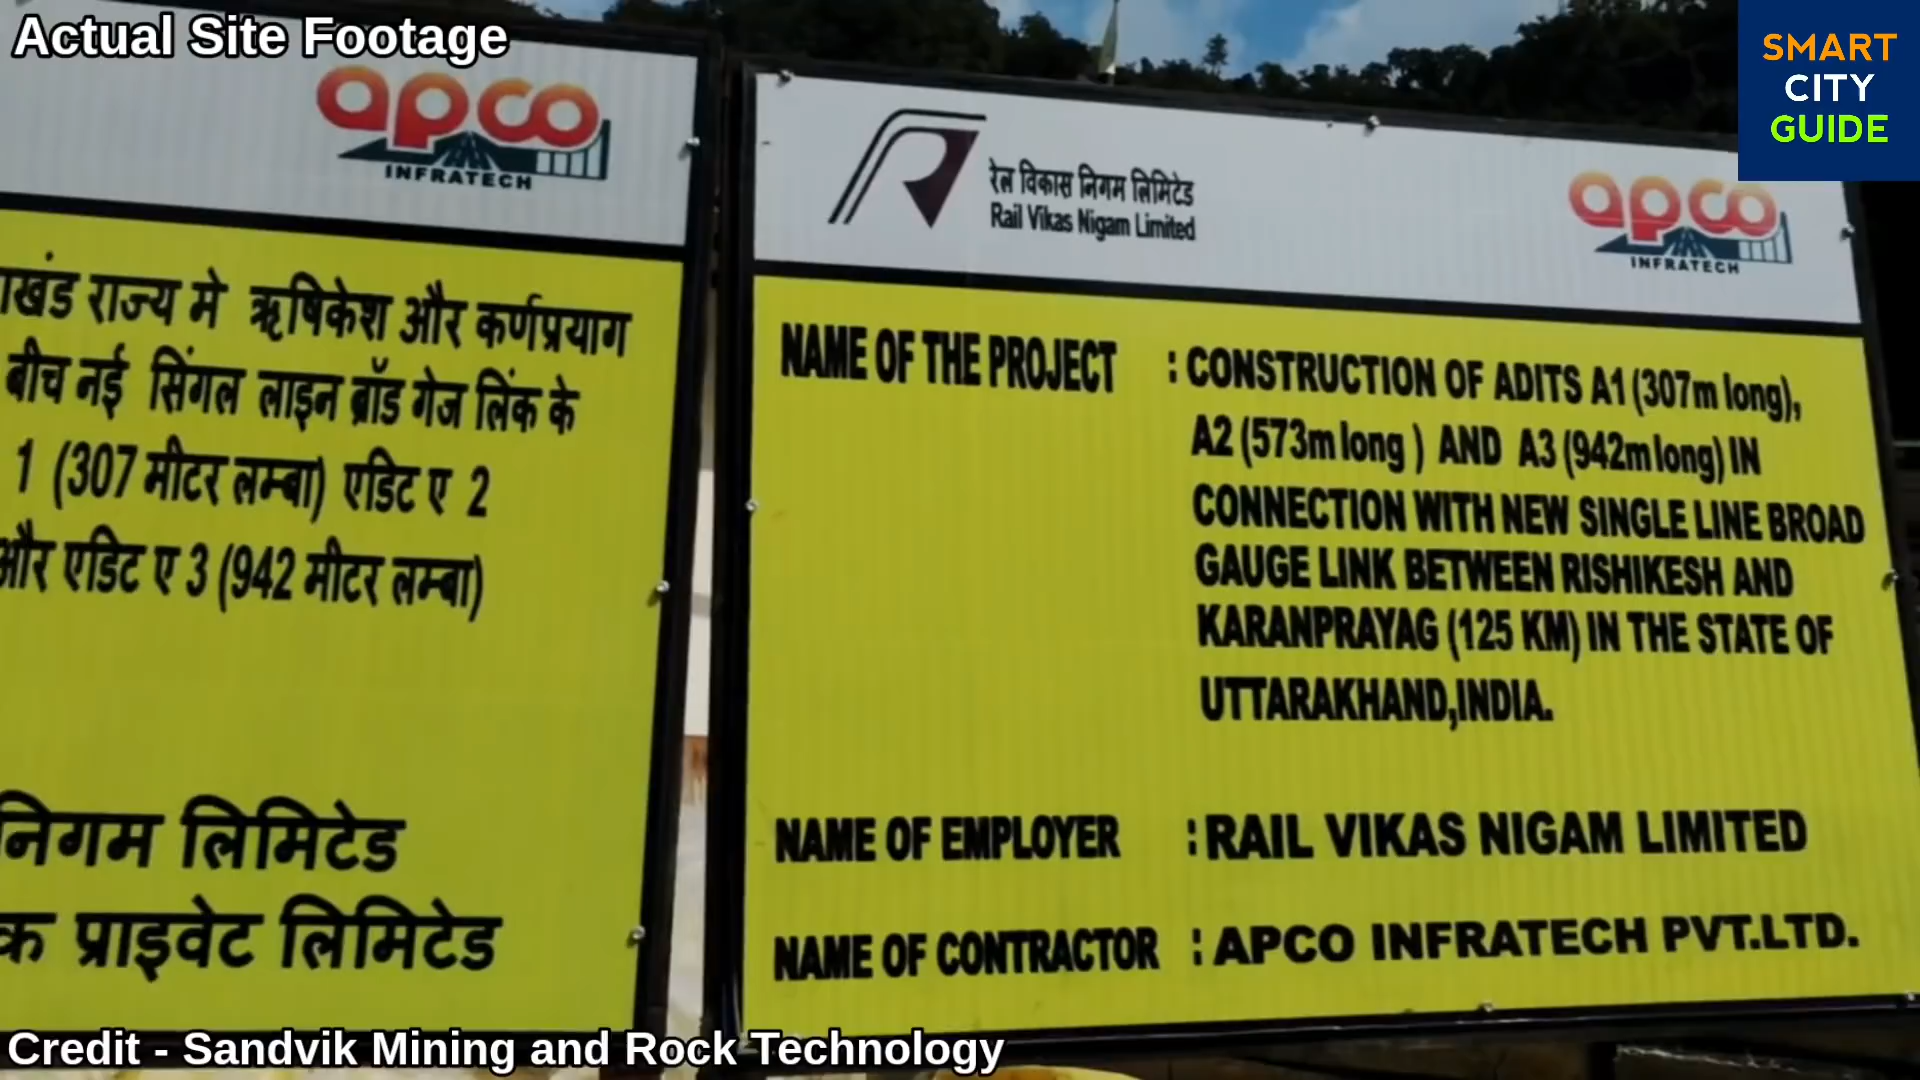 Actual Site Footage
SMART
CITY
GUIDE
apco
INFRATECH
राज्य मे ऋषिकेश और कर्णप्रयाग
बीच नई सिंगल लाइन ब्रॉड गेज लिंक के
1 (307 मीटर लम्बा) एडिट ए 2
और एडिट ए 3 (942 मीटर लम्बा)
निगम लिमिटेड
प्राइवेट लिमिटेड
रेल विकास निगम लिमिटेड
Rail Vikas Nigam Limited
apco
INFRATECH
NAME OF THE PROJECT : CONSTRUCTION OF ADITS A1 (307m long),
A2 (573m long ) AND A3 (942m long) IN
CONNECTION WITH NEW SINGLE LINE BROAD
GAUGE LINK BETWEEN RISHIKESH AND
KARANPRAYAG (125 KM) IN THE STATE OF
UTTARAKHAND,INDIA.
NAME OF EMPLOYER : RAIL VIKAS NIGAM LIMITED
NAME OF CONTRACTOR : APCO INFRATECH PVT.LTD.
Credit - Sandvik Mining and Rock Technology